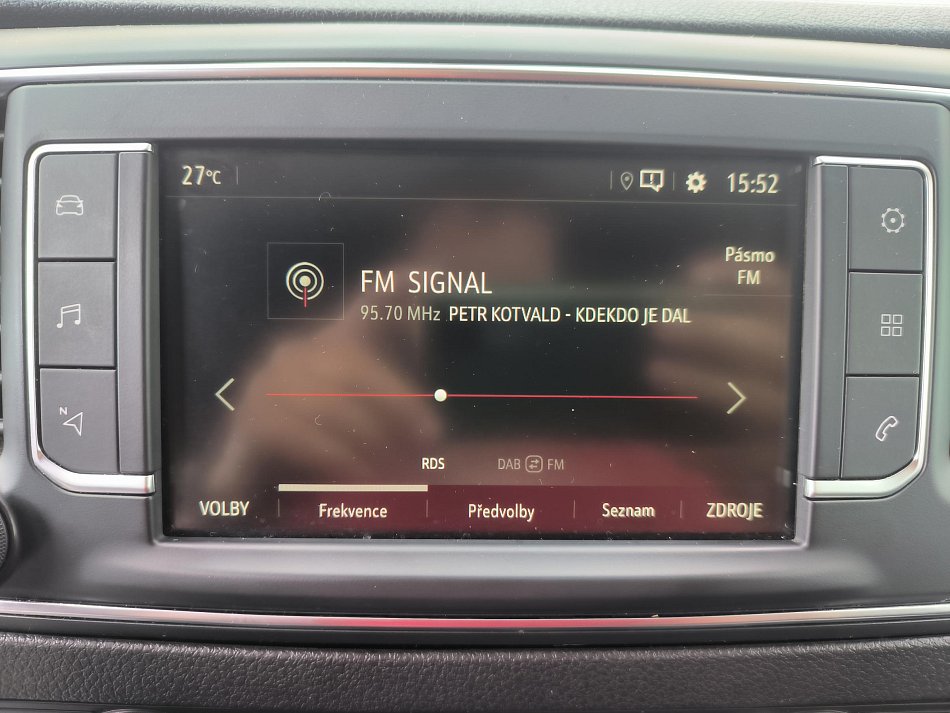 27°C
15:52
Pásmo
FM
FM SIGNAL
95.70 MHz PETR KOTVALD - KDEKDO JE DAL
N
RDS DAB FM
VOLBY Frekvence Předvolby Seznam ZDROJE